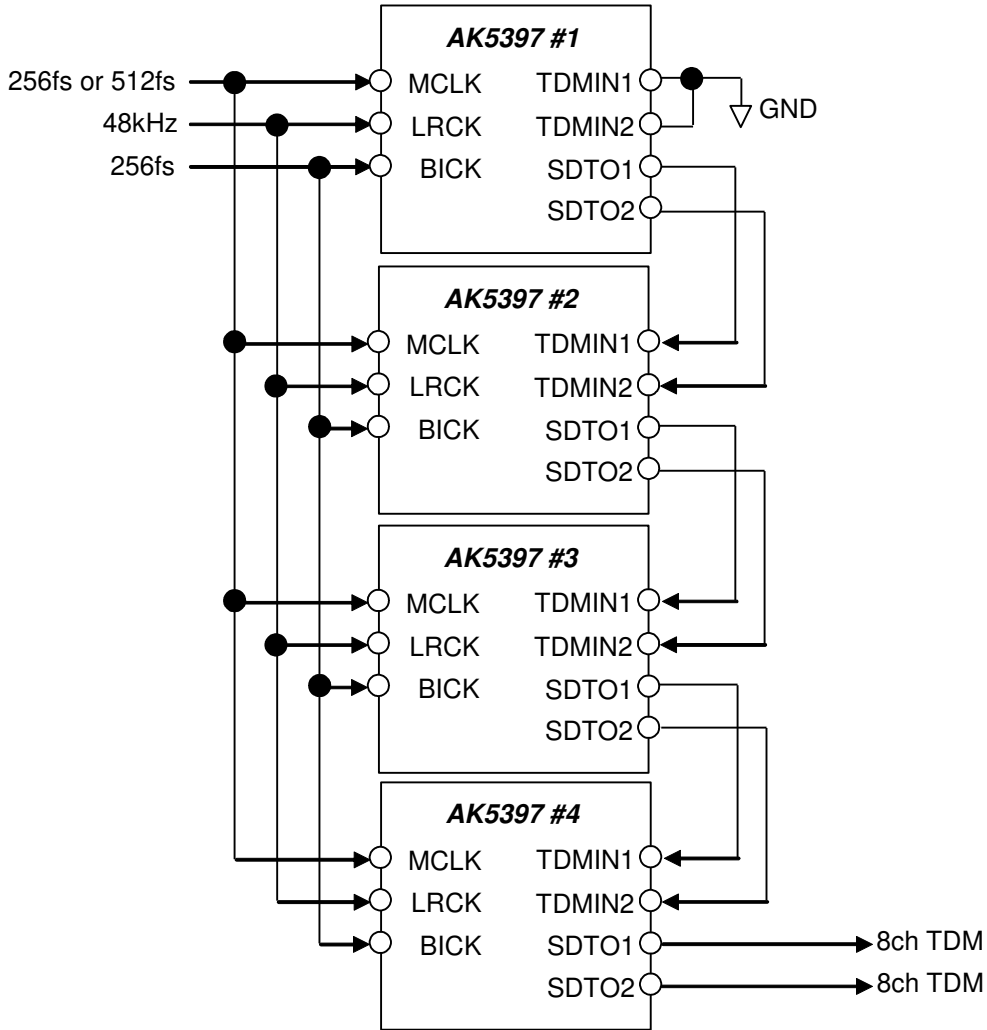 AK5397 #1
256fs or 512fs MCLK TDMIN1
GND
48kHz LRCK TDMIN2
256fs BICK SDTO1
SDTO2
AK5397 #2
MCLK TDMIN1
LRCK TDMIN2
BICK SDTO1
SDTO2
AK5397 #3
MCLK TDMIN1
LRCK TDMIN2
BICK SDTO1
SDTO2
AK5397 #4
MCLK TDMIN1
LRCK TDMIN2
BICK SDTO1 8ch TDM
SDTO2 8ch TDM